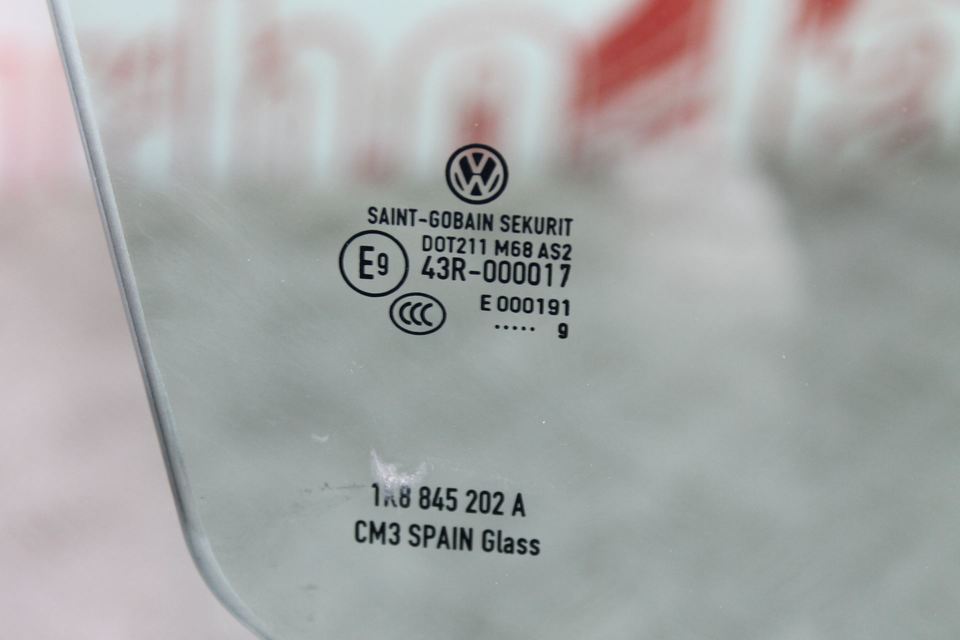 SAINT-GOBAIN SEKURIT
DOT211 M68 AS2
E9 43R-000017
CCC E 000191
..... 9
1K8 845 202 A
CM3 SPAIN Glass